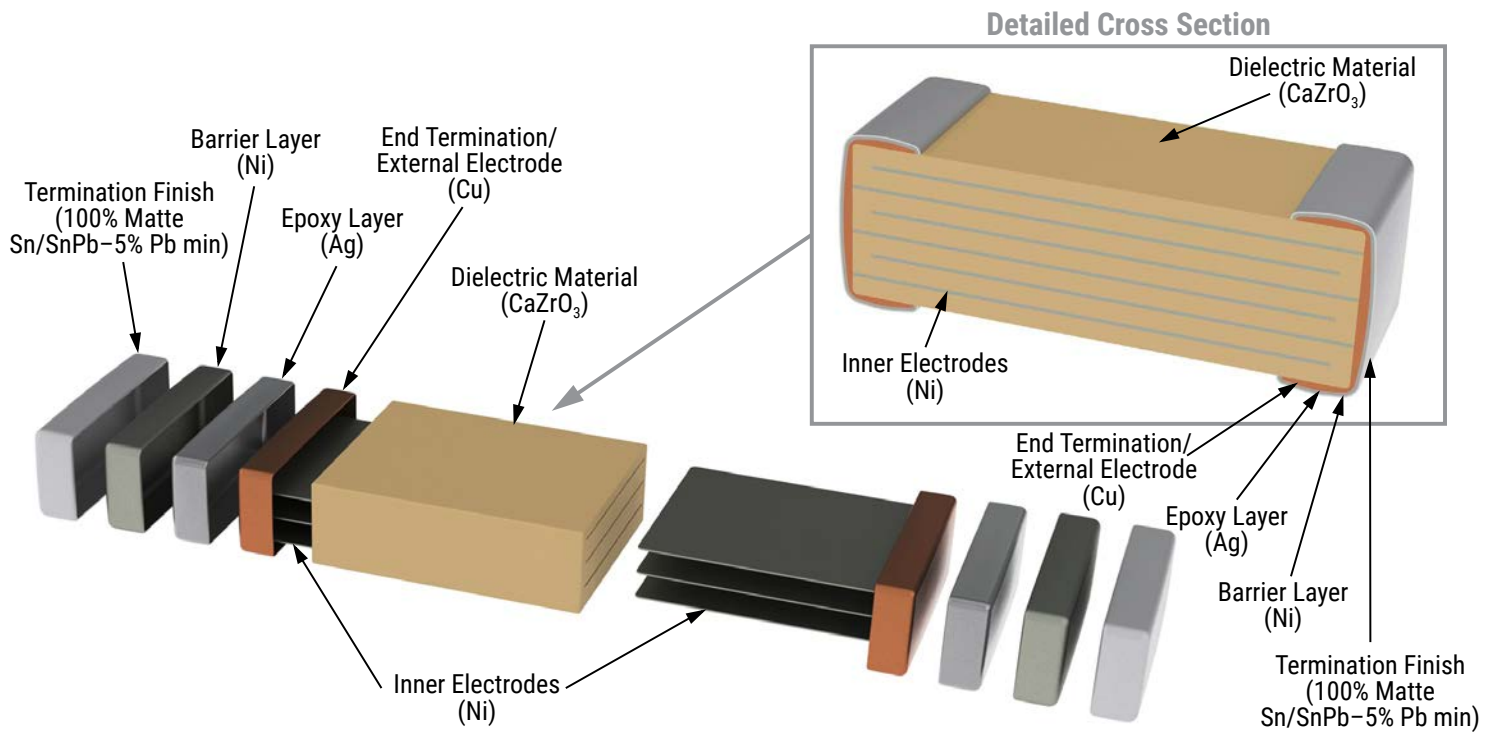 Detailed Cross Section
Dielectric Material
(CaZrO₃)
Inner Electrodes
(Ni)
End Termination/
External Electrode
(Cu)
Epoxy Layer
(Ag)
Barrier Layer
(Ni)
Termination Finish
(100% Matte
Sn/SnPb–5% Pb min)
Termination Finish
(100% Matte
Sn/SnPb–5% Pb min)
Barrier Layer
(Ni)
Epoxy Layer
(Ag)
End Termination/
External Electrode
(Cu)
Dielectric Material
(CaZrO₃)
Inner Electrodes
(Ni)